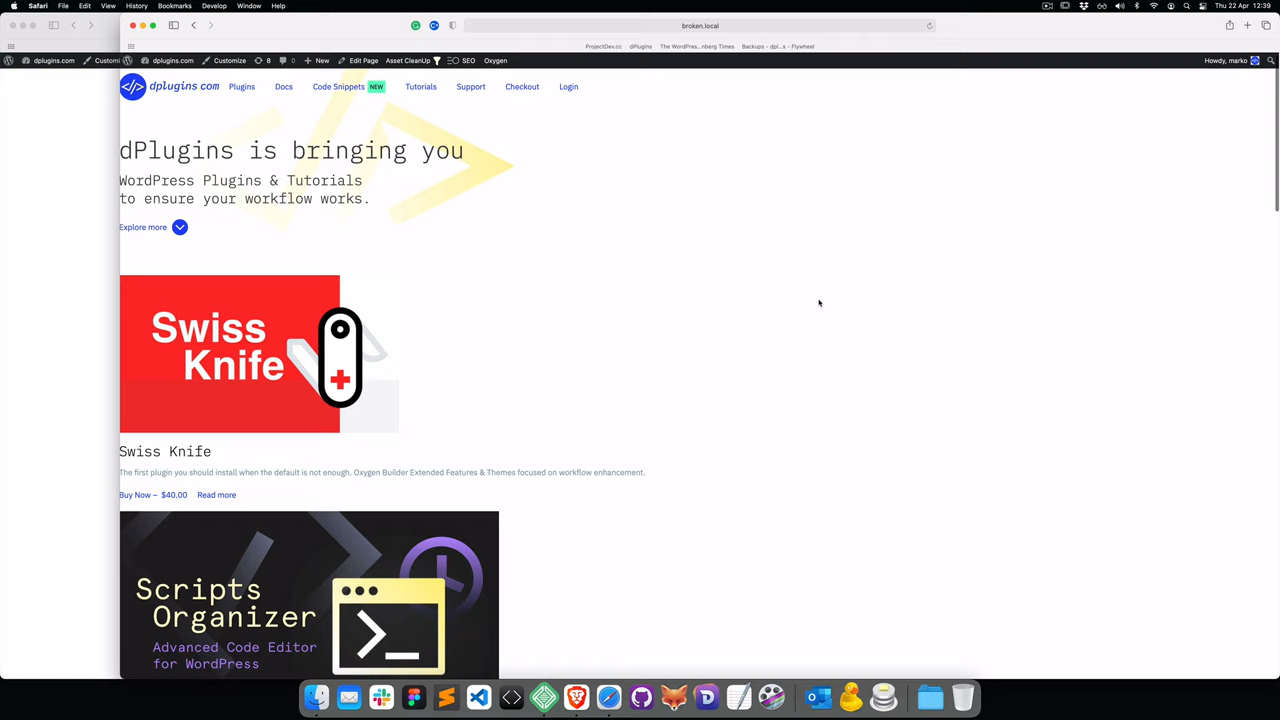 Safari File Edit View History Bookmarks Develop Window Help
Thu 22 Apr 12:39
broken.local
ProjectDev.cc dPlugins The WordPres...nberg Times Backups - dpl...s - Flywheel
dplugins.com Customi
dplugins.com Customize 8 0 + New Edit Page Asset CleanUp SEO Oxygen
Howdy, marko
</> dplugins.com Plugins Docs Code Snippets NEW Tutorials Support Checkout Login
dPlugins is bringing you
WordPress Plugins & Tutorials
to ensure your workflow works.
Explore more
Swiss
Knife
Swiss Knife
The first plugin you should install when the default is not enough. Oxygen Builder Extended Features & Themes focused on workflow enhancement.
Buy Now – $40.00 Read more
Scripts
Organizer
Advanced Code Editor
for WordPress